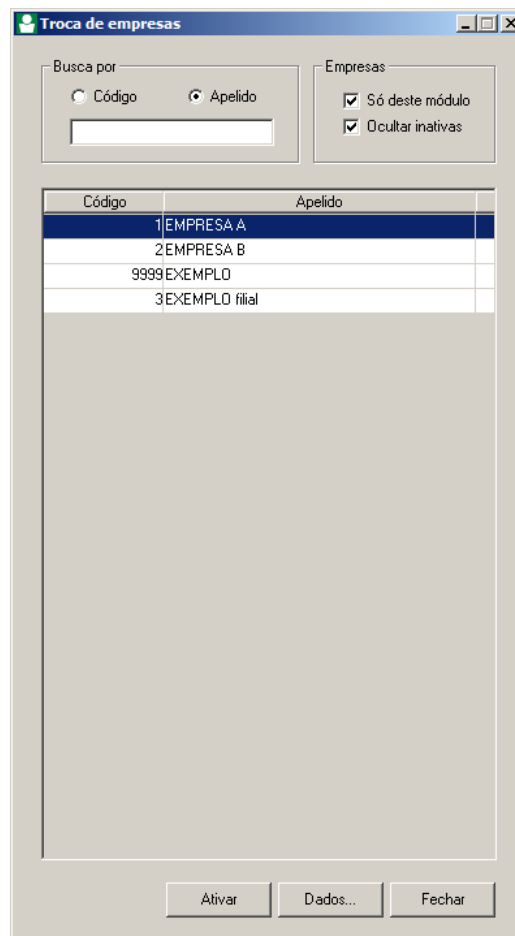 Troca de empresas
Busca por
Código
Apelido
Empresas
Só deste módulo
Ocultar inativas
Código Apelido
1 EMPRESA A
2 EMPRESA B
9999 EXEMPLO
3 EXEMPLO filial
Ativar Dados... Fechar